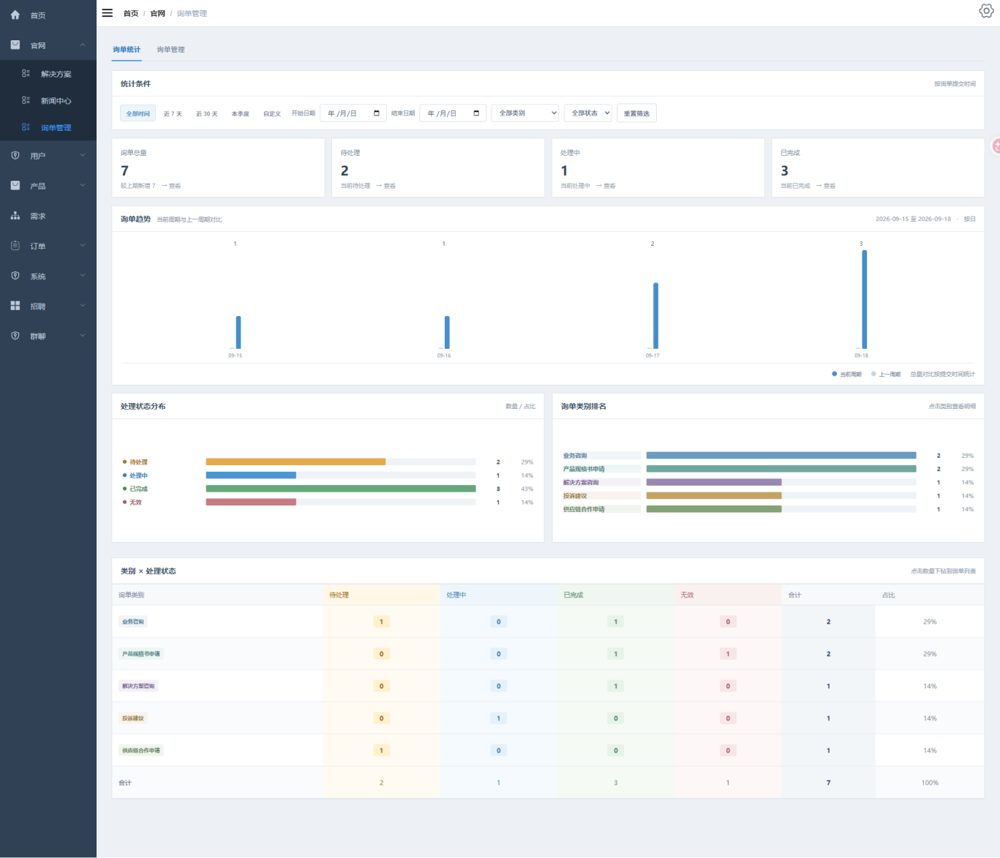 首页
官网
解决方案
新闻中心
询单管理
用户
产品
需求
订单
系统
招聘
群聊
首页 / 官网 / 询单管理
询单统计 询单管理
统计条件 按询单提交时间
全部时间 近 7 天 近 30 天 本季度 自定义 开始日期 年 /月/日 结束日期 年 /月/日 全部类别 全部状态 重置筛选
询单总量 待处理 处理中 已完成
7 2 1 3
较上期新增 7 → 查看 当前待处理 → 查看 当前处理中 → 查看 当前已完成 → 查看
询单趋势 当前周期与上一周期对比 2026-09-15 至 2026-09-18 · 按日
1 1 2 3
09-15 09-16 09-17 09-18
当前周期 上一周期 总量对比按提交时间统计
处理状态分布 数量 / 占比
待处理 2 29%
处理中 1 14%
已完成 3 43%
无效 1 14%
询单类别排名 点击类别查看明细
业务咨询 2 29%
产品规格书申请 2 29%
解决方案咨询 1 14%
投诉建议 1 14%
供应链合作申请 1 14%
类别 × 处理状态 点击数量下钻到询单列表
询单类别 待处理 处理中 已完成 无效 合计 占比
业务咨询 1 0 1 0 2 29%
产品规格书申请 0 0 1 1 2 29%
解决方案咨询 0 0 1 0 1 14%
投诉建议 0 1 0 0 1 14%
供应链合作申请 1 0 0 0 1 14%
合计 2 1 3 1 7 100%